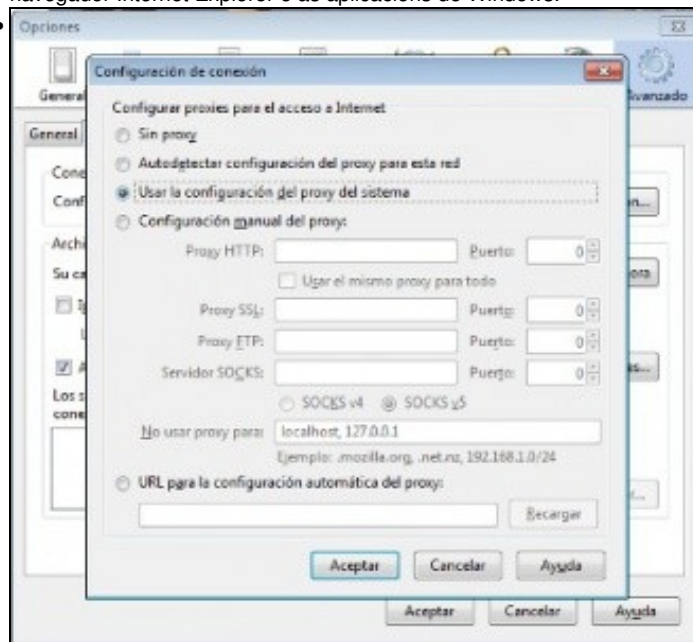 navegador Internet Explorer e as aplicacións de Windows.
Opciones
Configuración de conexión
General
Avanzado
Configurar proxies para el acceso a Internet
General
Sin proxy
Autodetectar configuración del proxy para esta red
Cone
Usar la configuración del proxy del sistema
Conf
n...
Configuración manual del proxy:
Archi
Proxy HTTP:
Puerto:
0
Su ca
ora
Usar el mismo proxy para todo
Proxy SSL:
Puerto:
0
Proxy FTP:
Puerto:
0
A
es...
Servidor SOCKS:
Puerto:
0
Los s
SOCKS v4
SOCKS v5
cone
No usar proxy para:
localhost, 127.0.0.1
Ejemplo: .mozilla.org, .net.nz, 192.168.1.0/24
URL para la configuración automática del proxy:
Recargar
Aceptar
Cancelar
Ayuda
Aceptar
Cancelar
Ayuda